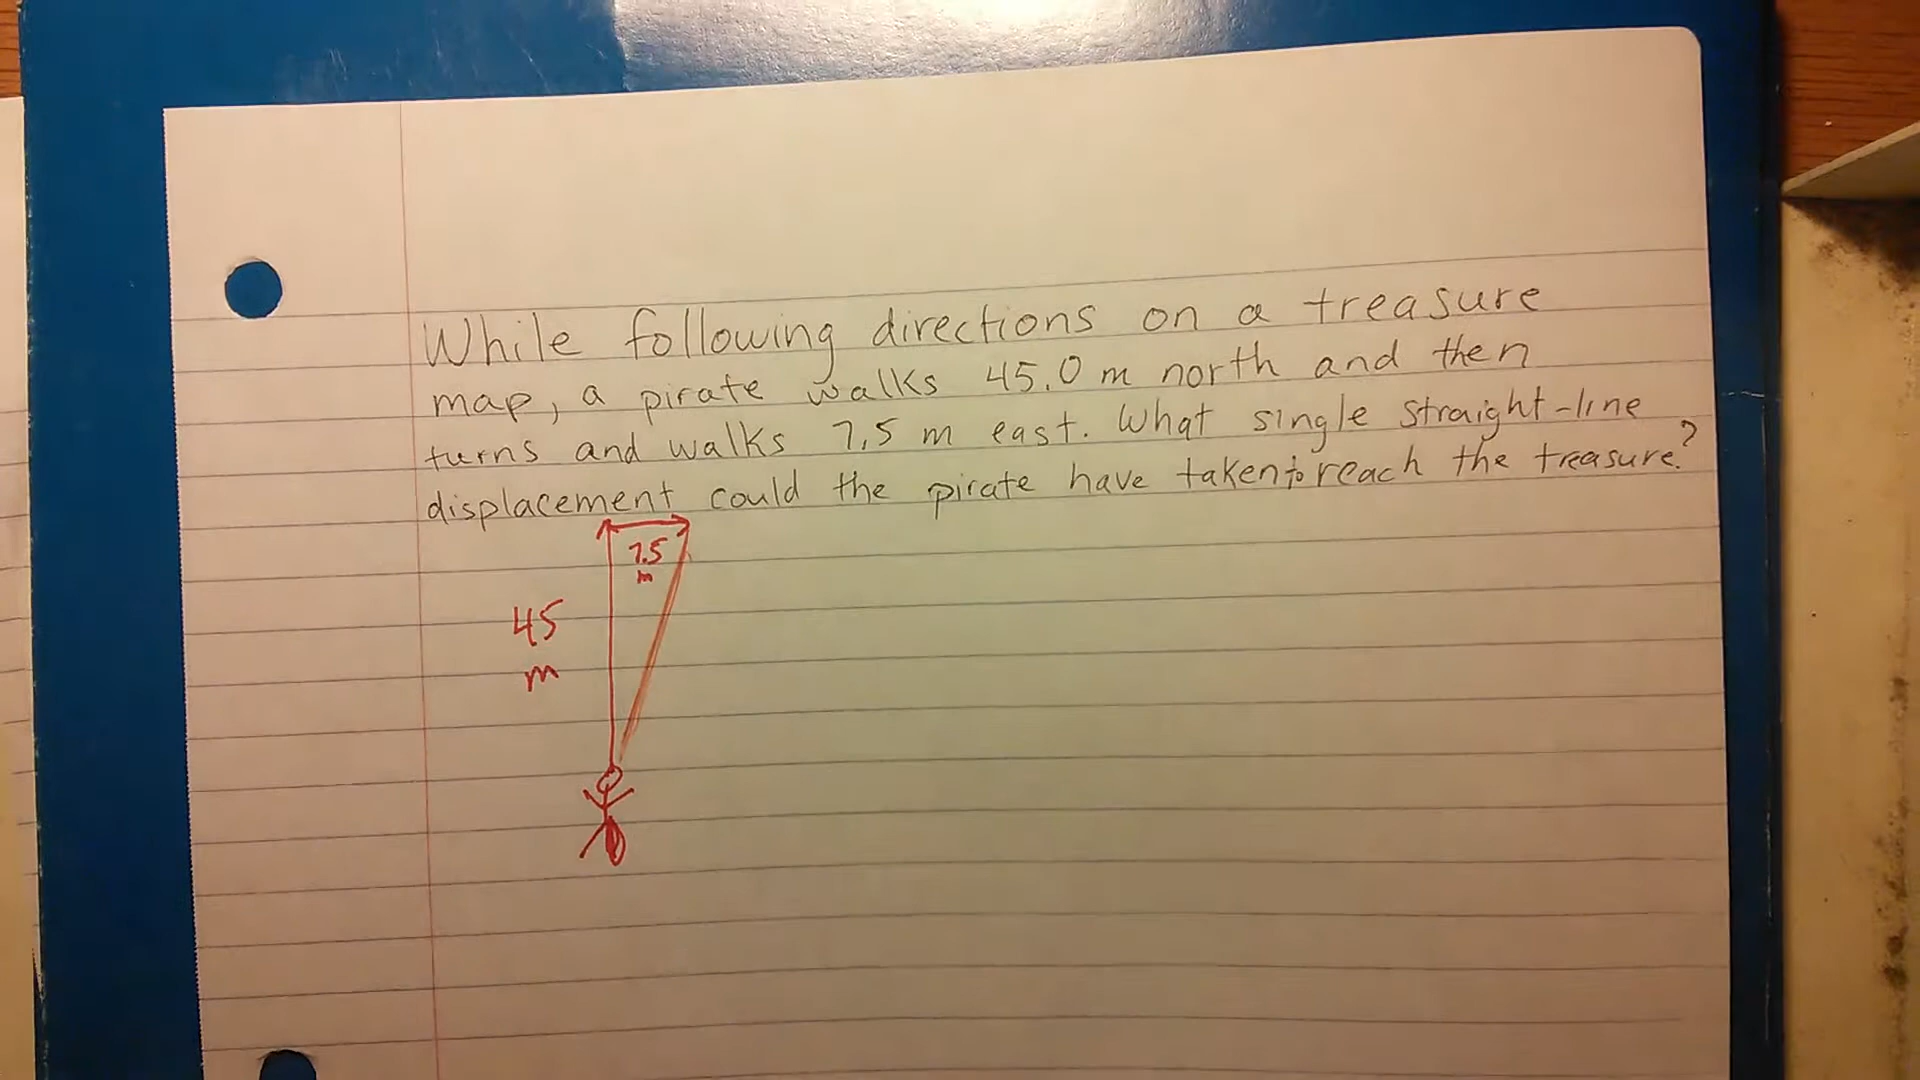 While following directions on a treasure
map, a pirate walks 45.0 m north and then
turns and walks 7.5 m east. What single straight-line
displacement could the pirate have taken to reach the treasure?
7.5
m
45
m